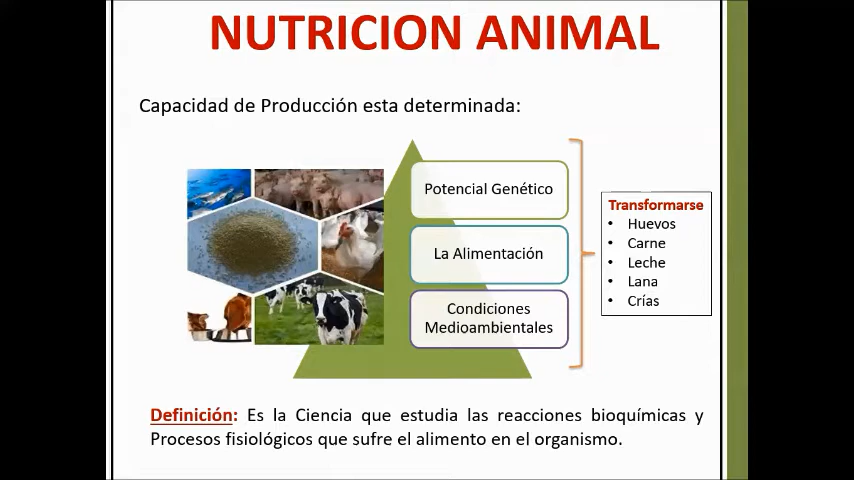 NUTRICION ANIMAL
Capacidad de Producción esta determinada:
Potencial Genético
La Alimentación
Condiciones
Medioambientales
Transformarse
• Huevos
• Carne
• Leche
• Lana
• Crías
Definición: Es la Ciencia que estudia las reacciones bioquímicas y
Procesos fisiológicos que sufre el alimento en el organismo.